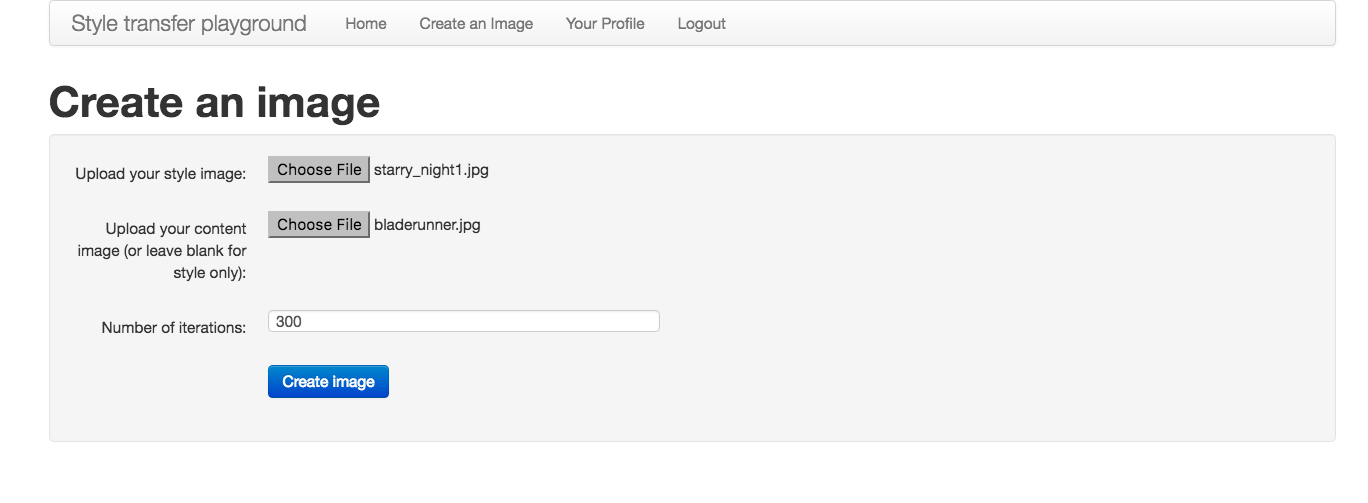 Style transfer playground Home Create an Image Your Profile Logout
Create an image
Upload your style image: Choose File starry_night1.jpg
Upload your content Choose File bladerunner.jpg
image (or leave blank for
style only):
Number of iterations: 300
Create image